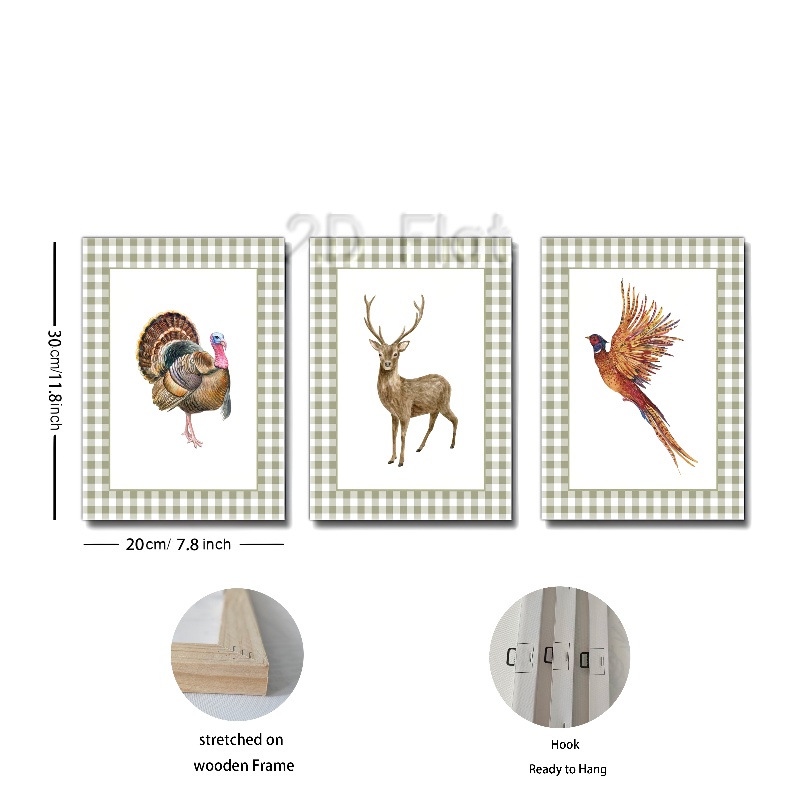 2D Flat
30cm/11.8inch
20cm/ 7.8 inch
stretched on
wooden Frame
Hook
Ready to Hang